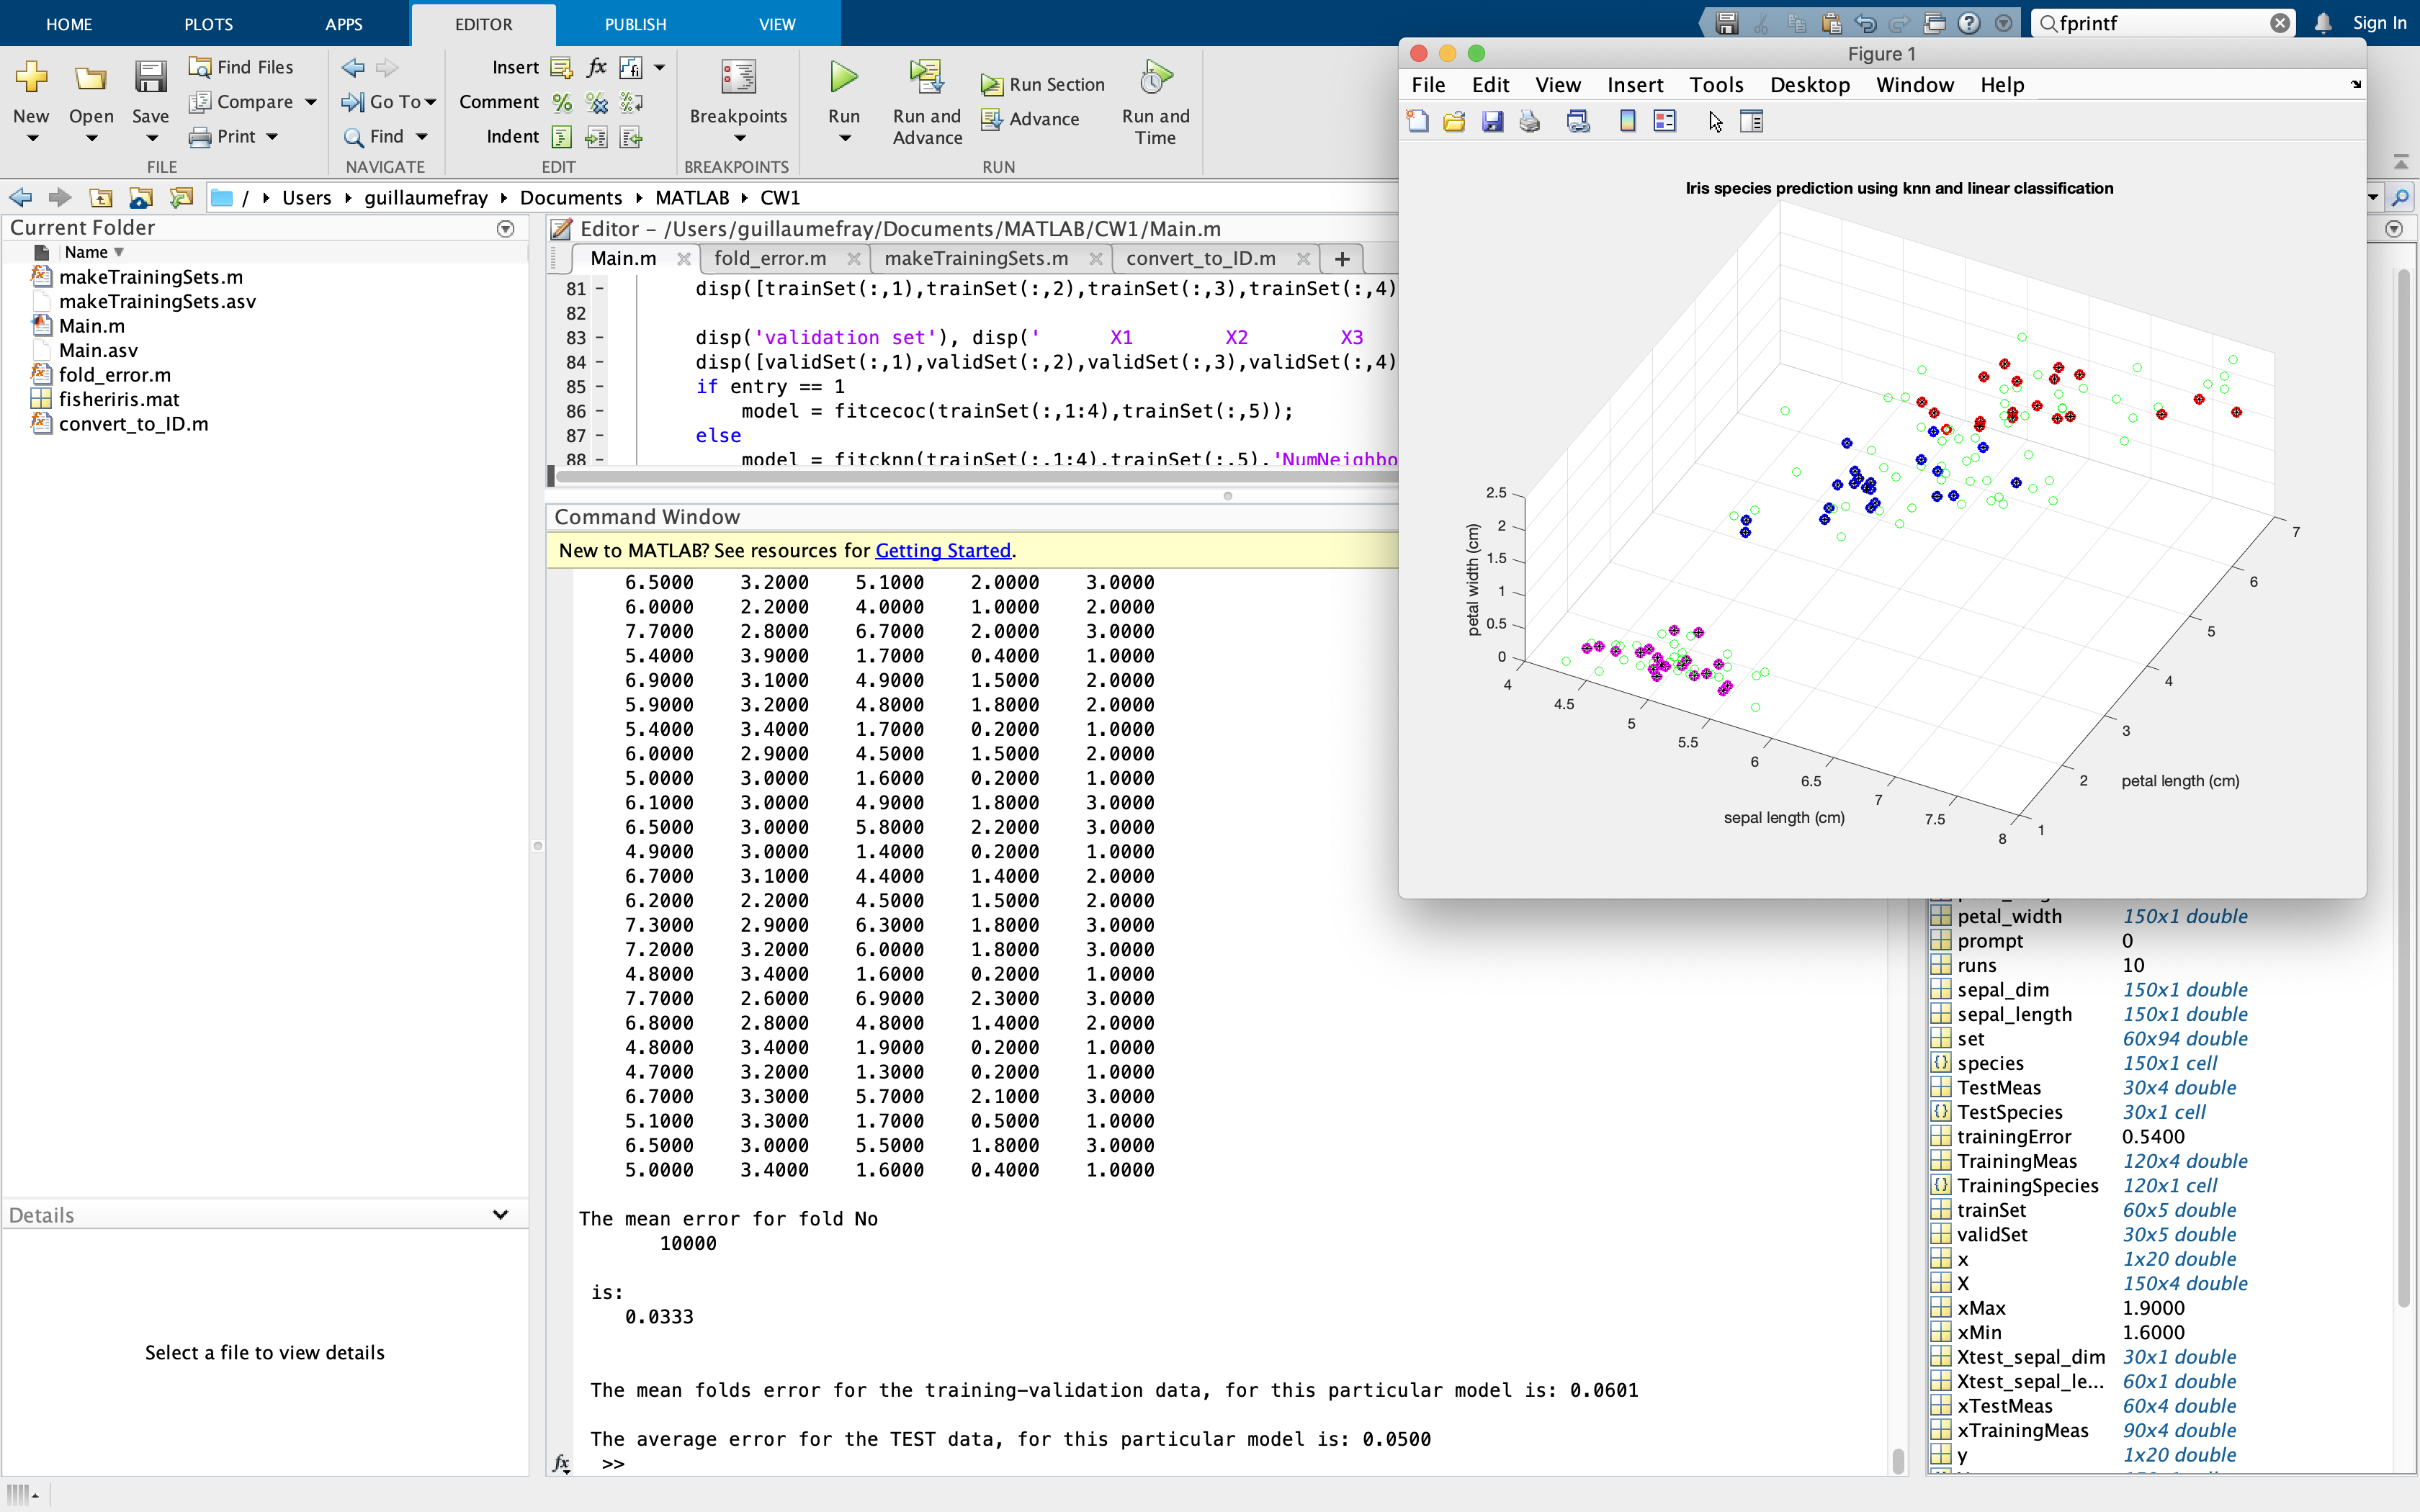 HOME PLOTS APPS EDITOR PUBLISH VIEW
fprintf Sign In
New Open Save Find Files Compare Print
FILE
Go To Find
NAVIGATE
Insert fx
Comment %
Indent
EDIT
Breakpoints
BREAKPOINTS
Run Run and Advance Run Section Advance Run and Time
RUN
/ Users guillaumefray Documents MATLAB CW1
Current Folder
Name
makeTrainingSets.m
makeTrainingSets.asv
Main.m
Main.asv
fold_error.m
fisheriris.mat
convert_to_ID.m
Details
Select a file to view details
Editor – /Users/guillaumefray/Documents/MATLAB/CW1/Main.m
Main.m fold_error.m makeTrainingSets.m convert_to_ID.m +
81 – disp([trainSet(:,1),trainSet(:,2),trainSet(:,3),trainSet(:,4)
82
83 – disp('validation set'), disp(' X1 X2 X3
84 – disp([validSet(:,1),validSet(:,2),validSet(:,3),validSet(:,4)
85 – if entry == 1
86 – model = fitcecoc(trainSet(:,1:4),trainSet(:,5));
87 – else
88 – model = fitcknn(trainSet(:,1:4),trainSet(:,5),'NumNeighbo
Command Window
New to MATLAB? See resources for Getting Started.
6.5000 3.2000 5.1000 2.0000 3.0000
6.0000 2.2000 4.0000 1.0000 2.0000
7.7000 2.8000 6.7000 2.0000 3.0000
5.4000 3.9000 1.7000 0.4000 1.0000
6.9000 3.1000 4.9000 1.5000 2.0000
5.9000 3.2000 4.8000 1.8000 2.0000
5.4000 3.4000 1.7000 0.2000 1.0000
6.0000 2.9000 4.5000 1.5000 2.0000
5.0000 3.0000 1.6000 0.2000 1.0000
6.1000 3.0000 4.9000 1.8000 3.0000
6.5000 3.0000 5.8000 2.2000 3.0000
4.9000 3.0000 1.4000 0.2000 1.0000
6.7000 3.1000 4.4000 1.4000 2.0000
6.2000 2.2000 4.5000 1.5000 2.0000
7.3000 2.9000 6.3000 1.8000 3.0000
7.2000 3.2000 6.0000 1.8000 3.0000
4.8000 3.4000 1.6000 0.2000 1.0000
7.7000 2.6000 6.9000 2.3000 3.0000
6.8000 2.8000 4.8000 1.4000 2.0000
4.8000 3.4000 1.9000 0.2000 1.0000
4.7000 3.2000 1.3000 0.2000 1.0000
6.7000 3.3000 5.7000 2.1000 3.0000
5.1000 3.3000 1.7000 0.5000 1.0000
6.5000 3.0000 5.5000 1.8000 3.0000
5.0000 3.4000 1.6000 0.4000 1.0000
The mean error for fold No
10000
is:
0.0333
The mean folds error for the training-validation data, for this particular model is: 0.0601
The average error for the TEST data, for this particular model is: 0.0500
fx >>
Figure 1
File Edit View Insert Tools Desktop Window Help
Iris species prediction using knn and linear classification
petal width (cm)
2.5
2
1.5
1
0.5
0
4
4.5
5
5.5
6
6.5
7
7.5
8
sepal length (cm)
1
2
3
4
5
6
7
petal length (cm)
petal_width 150x1 double
prompt 0
runs 10
sepal_dim 150x1 double
sepal_length 150x1 double
set 60x94 double
species 150x1 cell
TestMeas 30x4 double
TestSpecies 30x1 cell
trainingError 0.5400
TrainingMeas 120x4 double
TrainingSpecies 120x1 cell
trainSet 60x5 double
validSet 30x5 double
x 1x20 double
X 150x4 double
xMax 1.9000
xMin 1.6000
Xtest_sepal_dim 30x1 double
Xtest_sepal_le... 60x1 double
xTestMeas 60x4 double
xTrainingMeas 90x4 double
y 1x20 double